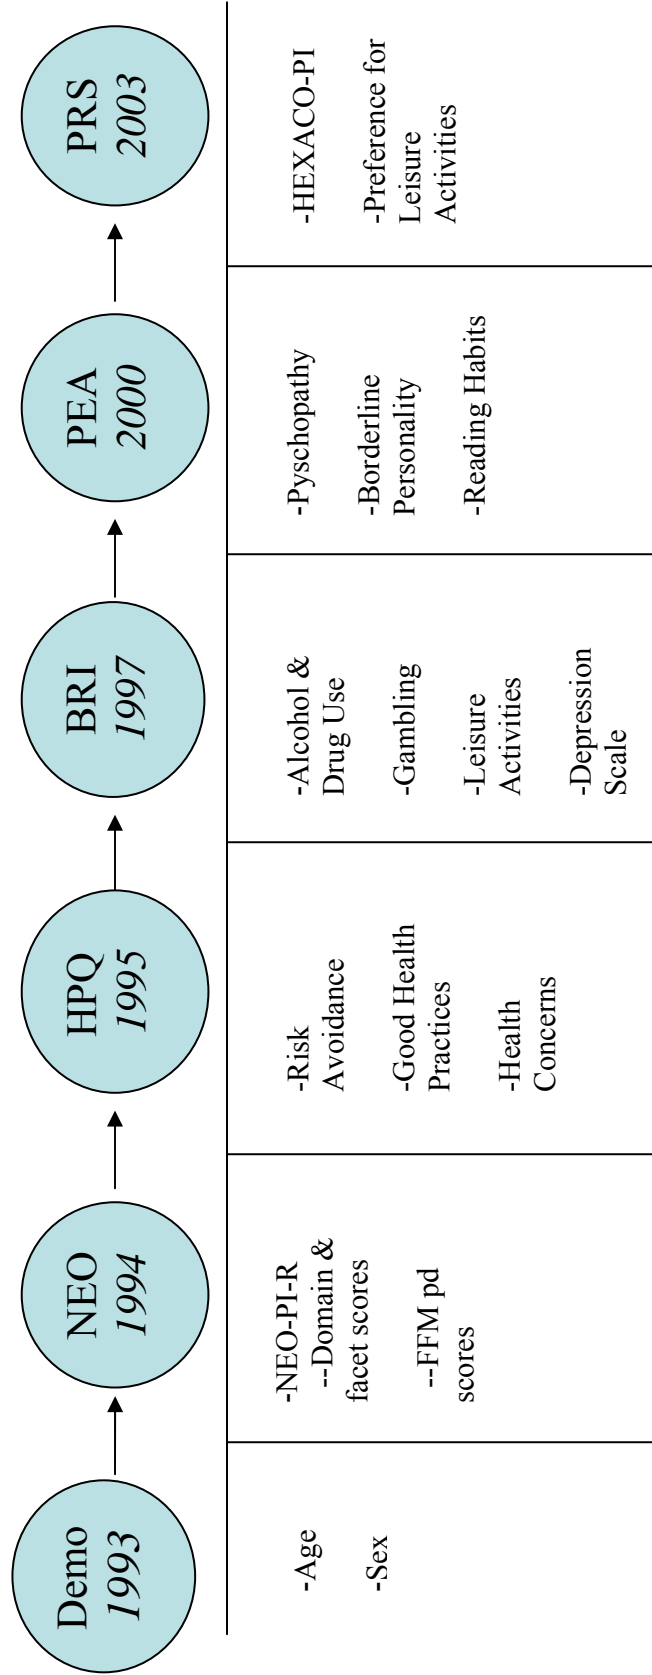 Demo
1993
NEO
1994
HPQ
1995
BRI
1997
PEA
2000
PRS
2003
-Age
-Sex
-NEO-PI-R
--Domain &
facet scores
--FFM pd
scores
-Risk
Avoidance
-Good Health
Practices
-Health
Concerns
-Alcohol &
Drug Use
-Gambling
-Leisure
Activities
-Depression
Scale
-Pyschopathy
-Borderline
Personality
-Reading Habits
-HEXACO-PI
-Preference for
Leisure
Activities